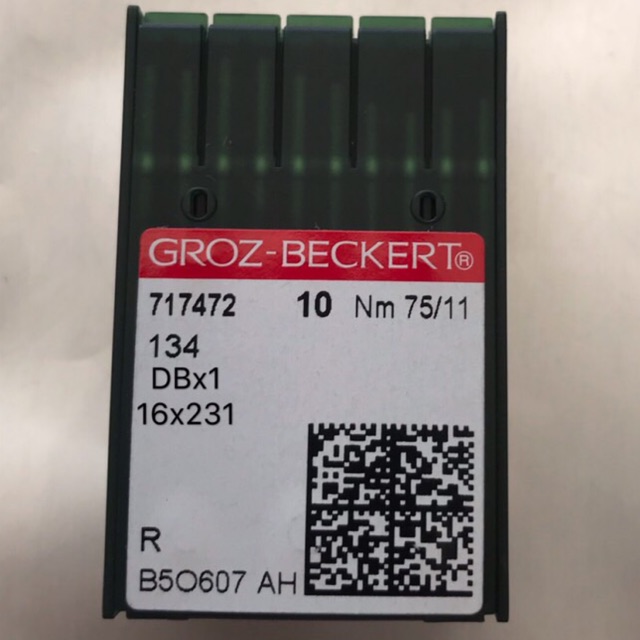 GROZ-BECKERT®
717472 10 Nm 75/11
134
DBx1
16x231
R
B5O607 AH